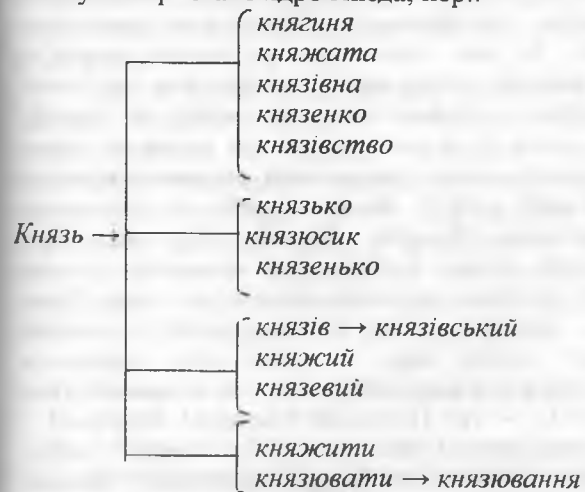 княгиня
княжата
князівна
князенко
князівство
князько
Князь →
князюсик
князенько
князів → князівський
княжий
князевий
княжити
князювати → князювання